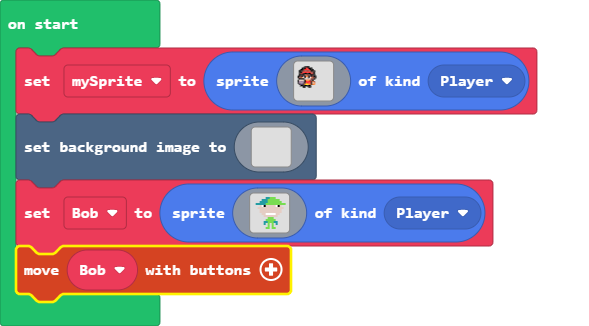 on start
set mySprite to sprite of kind Player
set background image to
set Bob to sprite of kind Player
move Bob with buttons